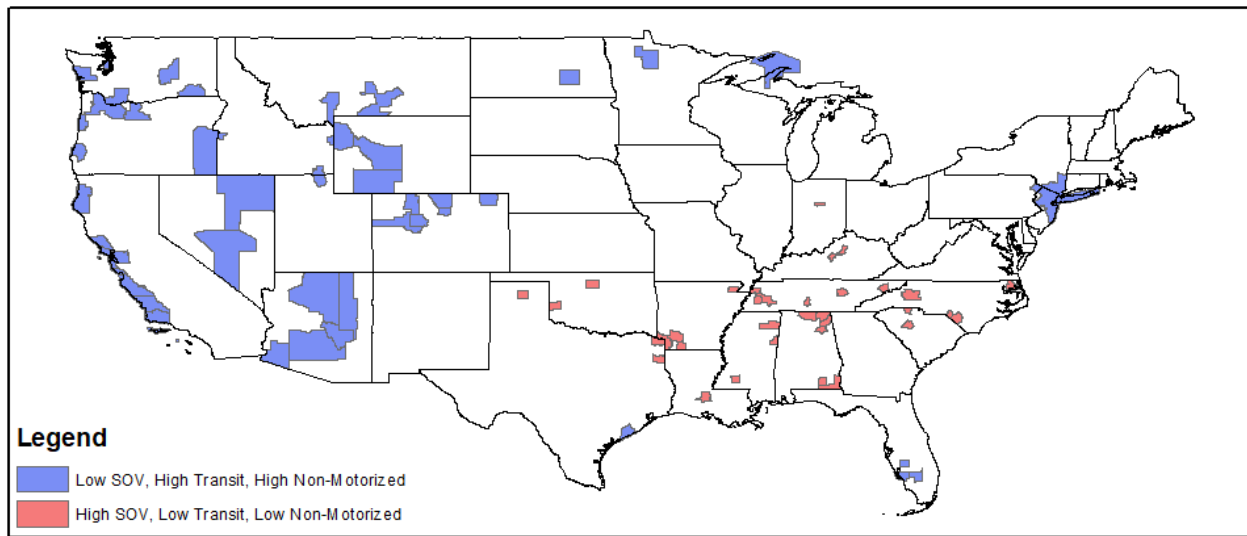 Legend
Low SOV, High Transit, High Non-Motorized
High SOV, Low Transit, Low Non-Motorized